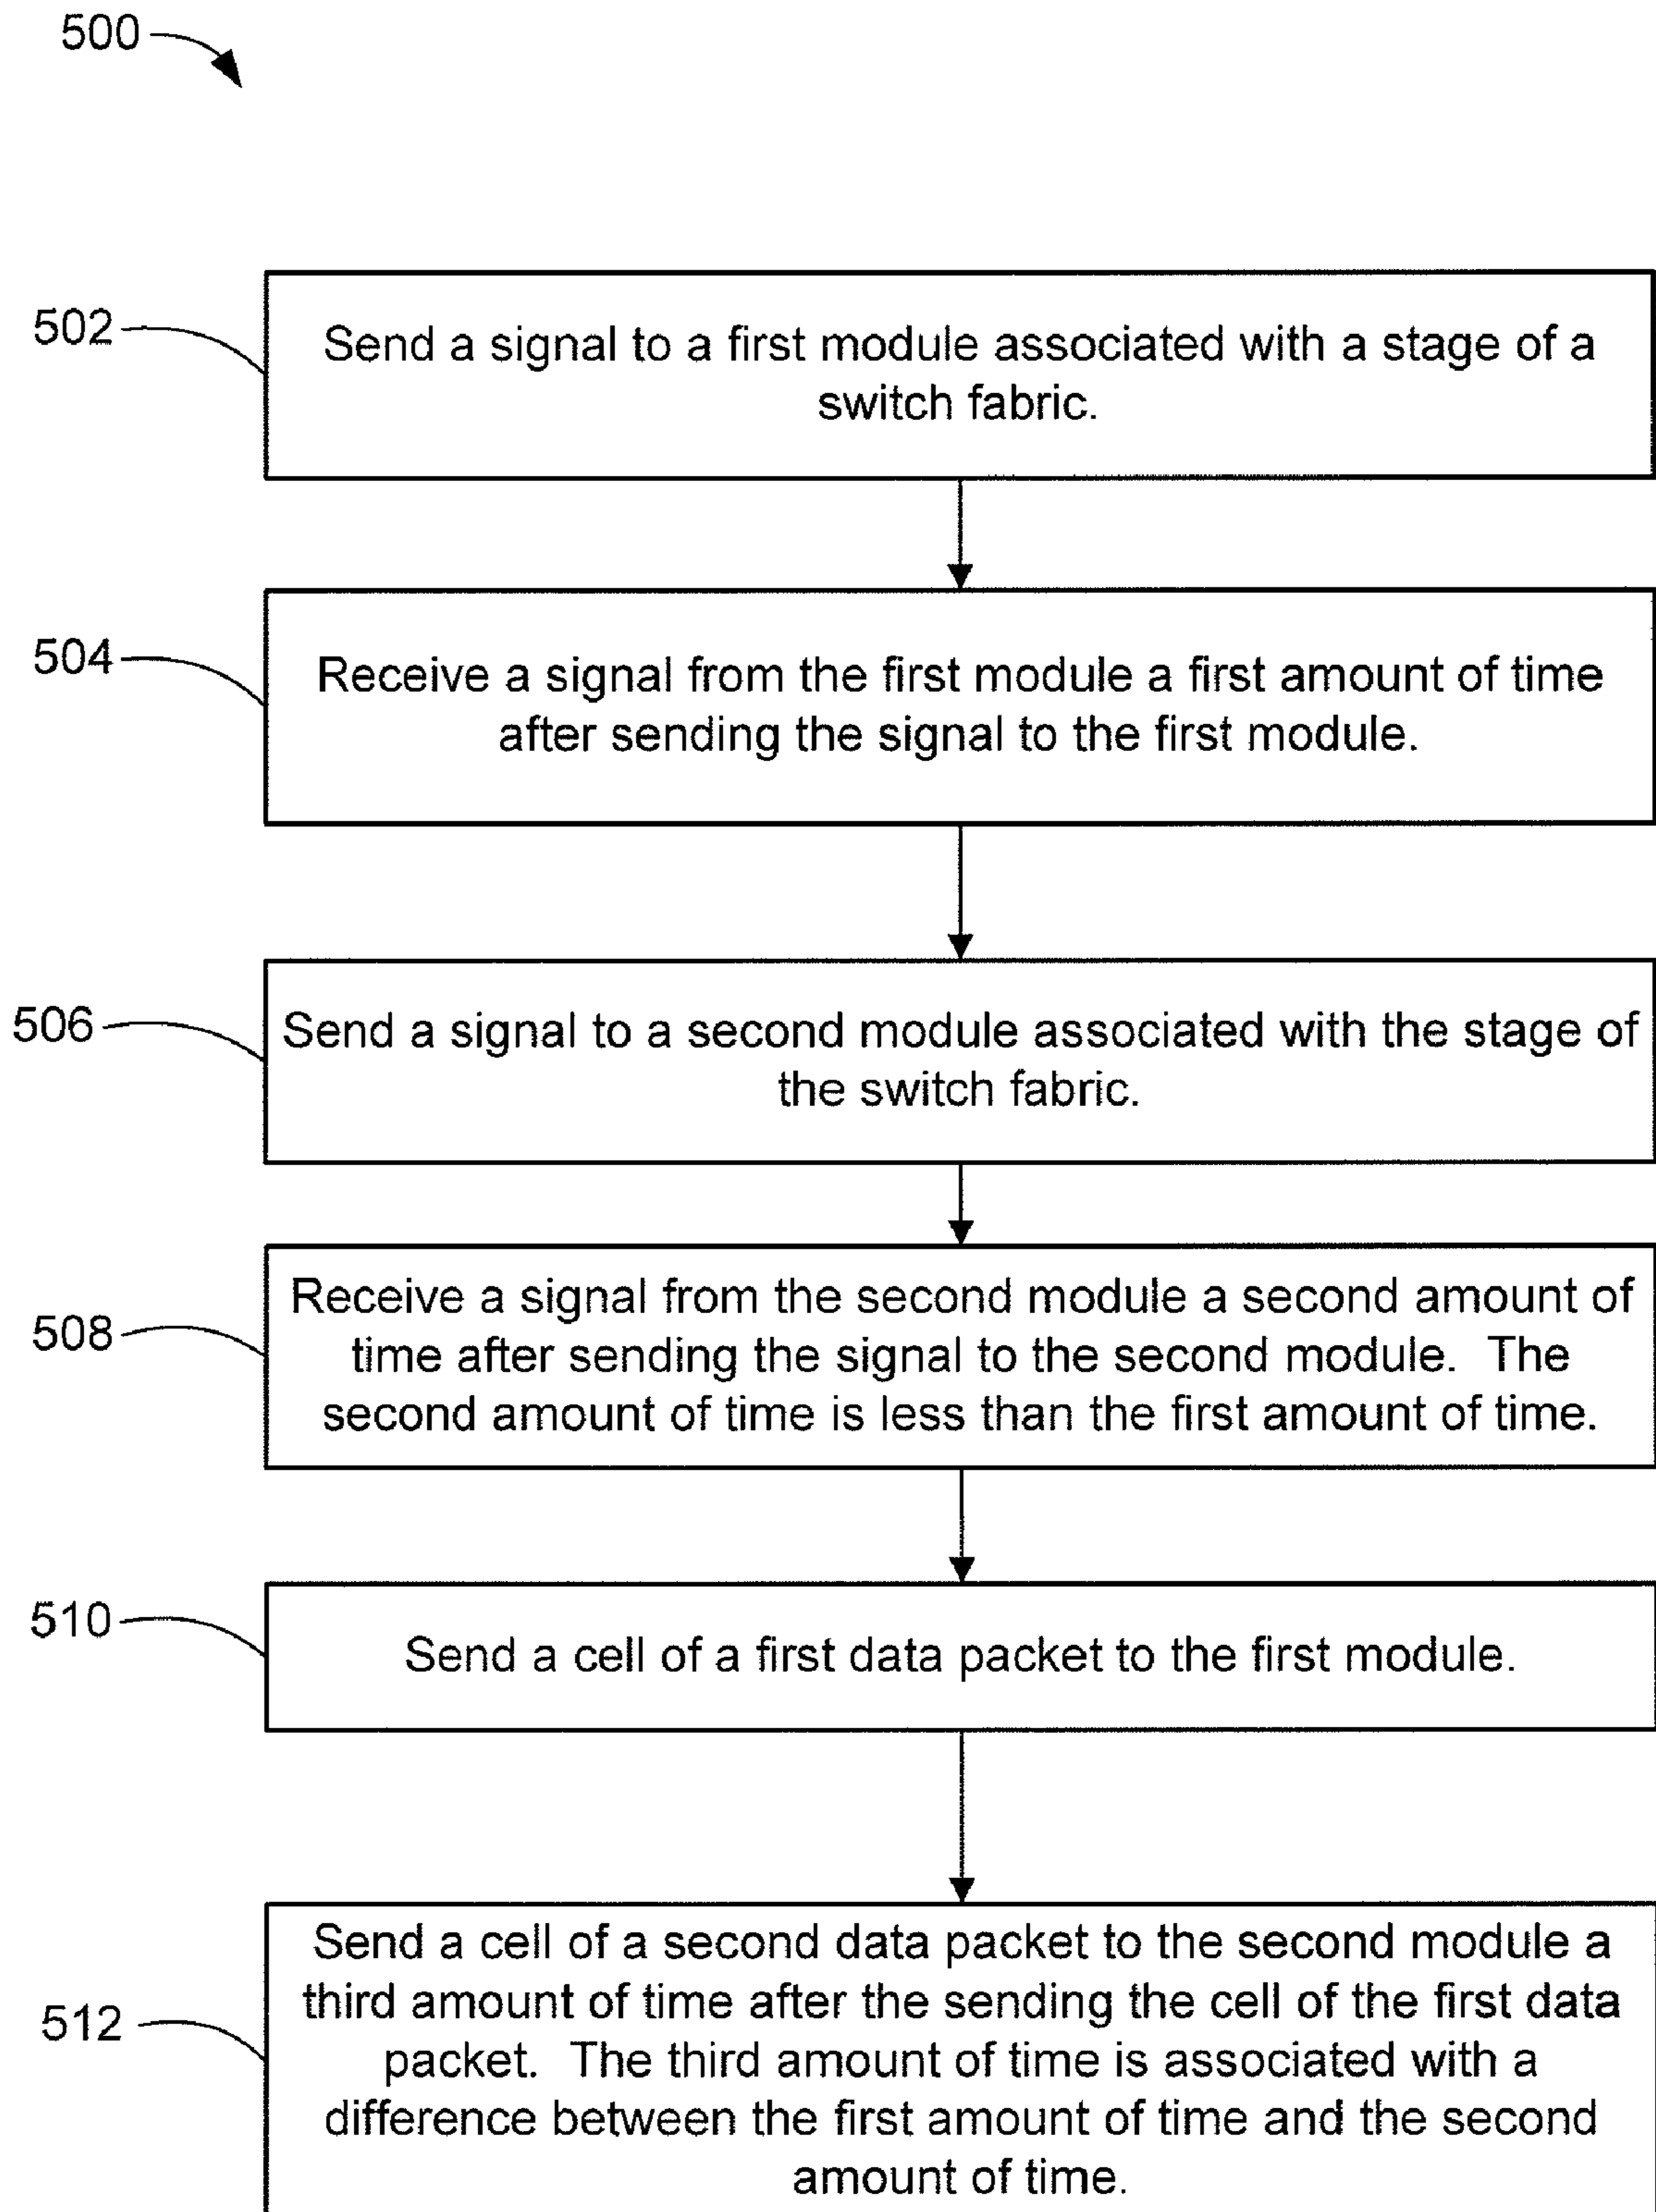 500
502
Send a signal to a first module associated with a stage of a
switch fabric.
504
Receive a signal from the first module a first amount of time
after sending the signal to the first module.
506
Send a signal to a second module associated with the stage of
the switch fabric.
508
Receive a signal from the second module a second amount of
time after sending the signal to the second module.  The
second amount of time is less than the first amount of time.
510
Send a cell of a first data packet to the first module.
512
Send a cell of a second data packet to the second module a
third amount of time after the sending the cell of the first data
packet.  The third amount of time is associated with a
difference between the first amount of time and the second
amount of time.